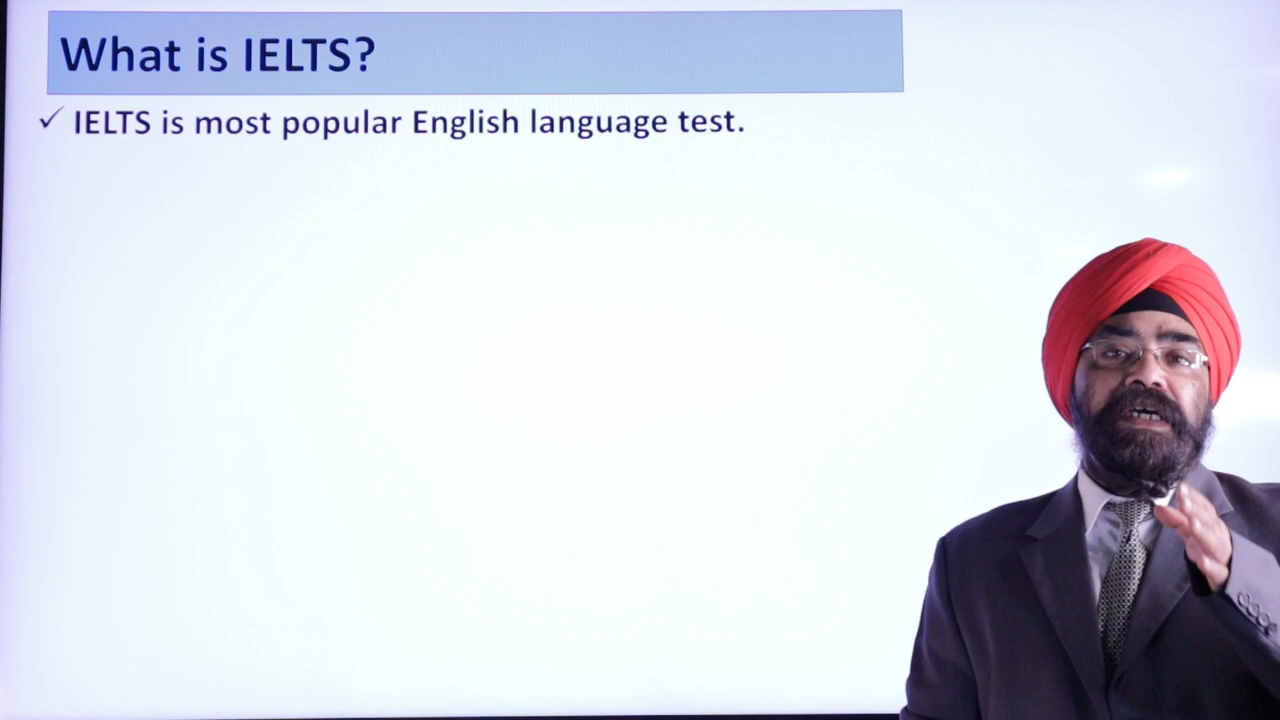 What is IELTS?
✓ IELTS is most popular English language test.